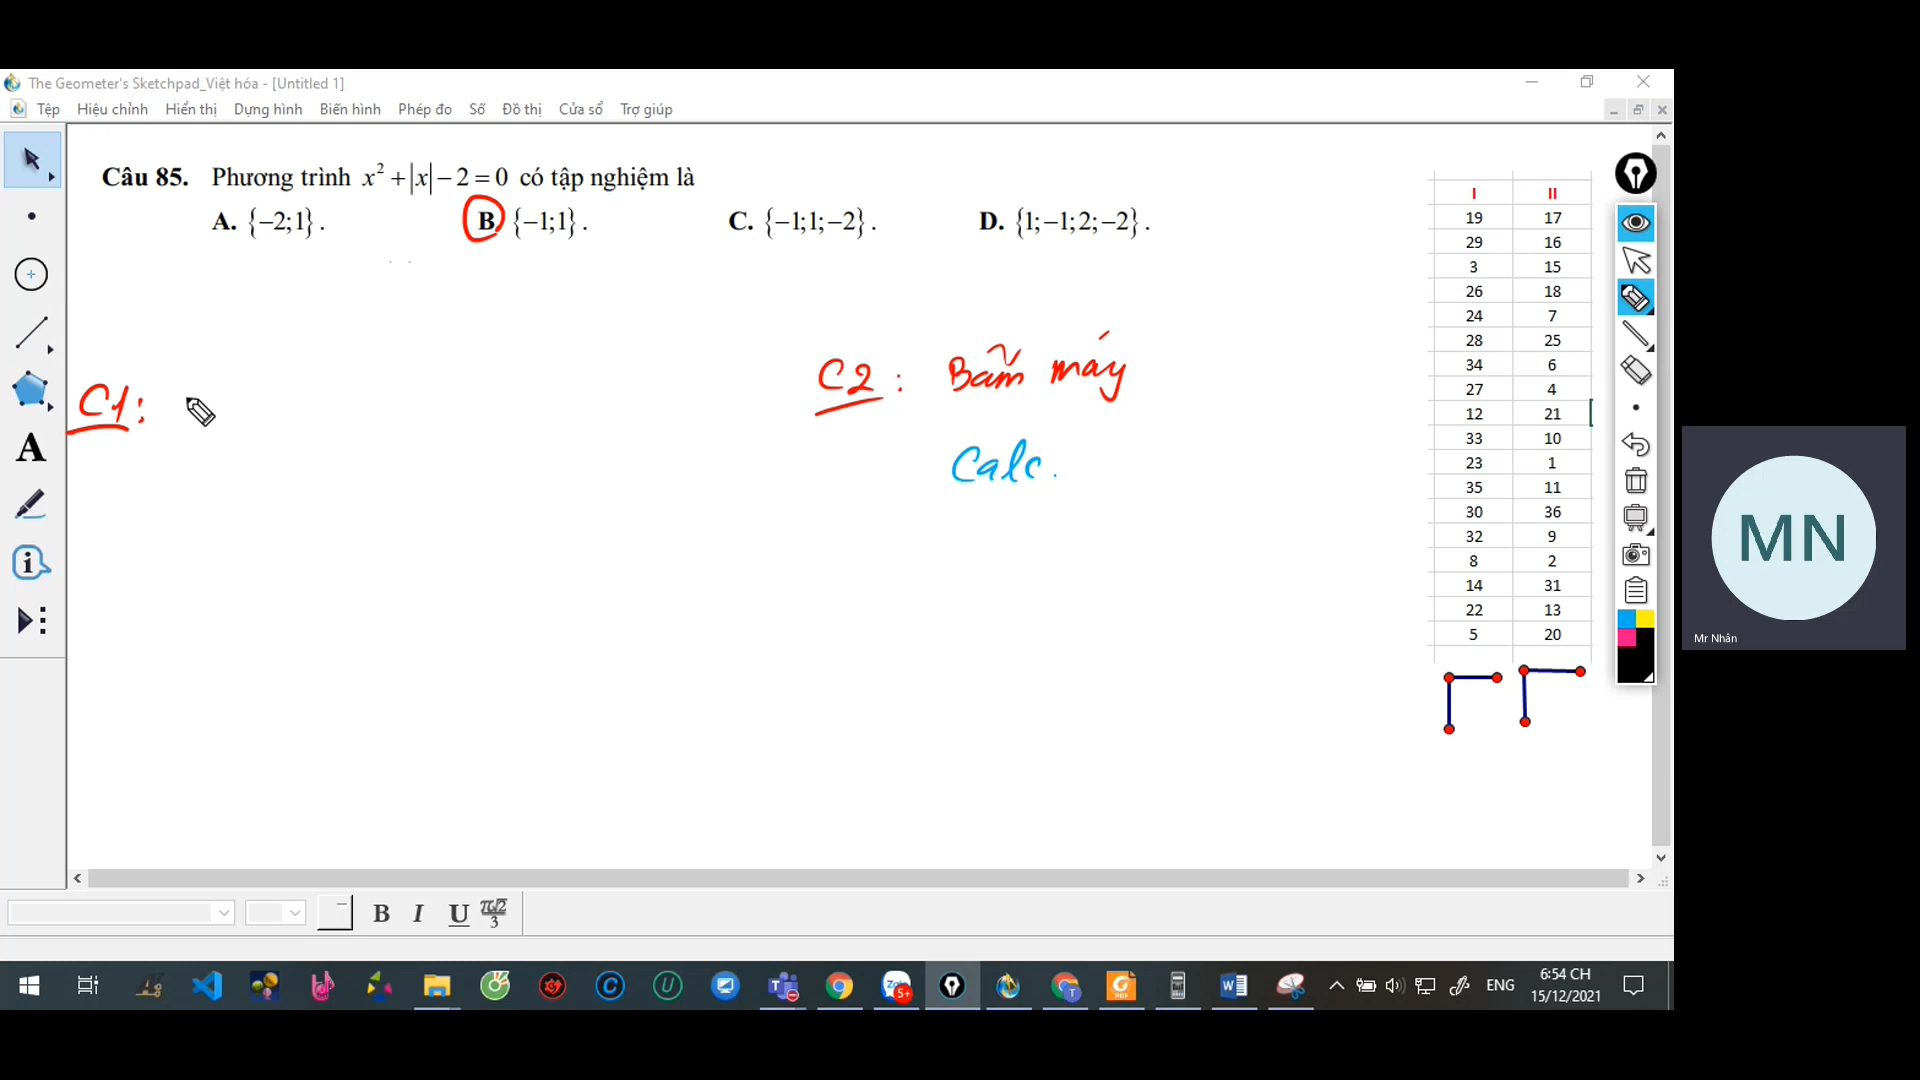 The Geometer's Sketchpad_Việt hóa - [Untitled 1]
Tệp Hiệu chỉnh Hiển thị Dựng hình Biến hình Phép đo Số Đồ thị Cửa sổ Trợ giúp
Câu 85. Phương trình x² + |x| − 2 = 0 có tập nghiệm là
A. {−2;1}. B. {−1;1}. C. {−1;1;−2}. D. {1;−1;2;−2}.
C1:
C2: Bấm máy
Calc.
I II
19 17
29 16
3 15
26 18
24 7
28 25
34 6
27 4
12 21
33 10
23 1
35 11
30 36
32 9
8 2
14 31
22 13
5 20
A
MN
Mr Nhân
B I U
ENG
6:54 CH
15/12/2021